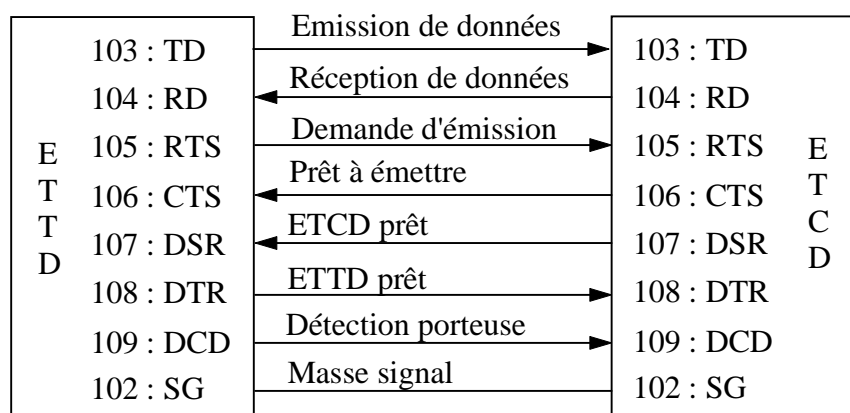 Emission de données
103 : TD
103 : TD
Réception de données
104 : RD
104 : RD
Demande d'émission
105 : RTS
105 : RTS
Prêt à émettre
106 : CTS
106 : CTS
ETCD prêt
107 : DSR
107 : DSR
ETTD prêt
108 : DTR
108 : DTR
Détection porteuse
109 : DCD
109 : DCD
Masse signal
102 : SG
102 : SG
E
T
T
D
E
T
C
D